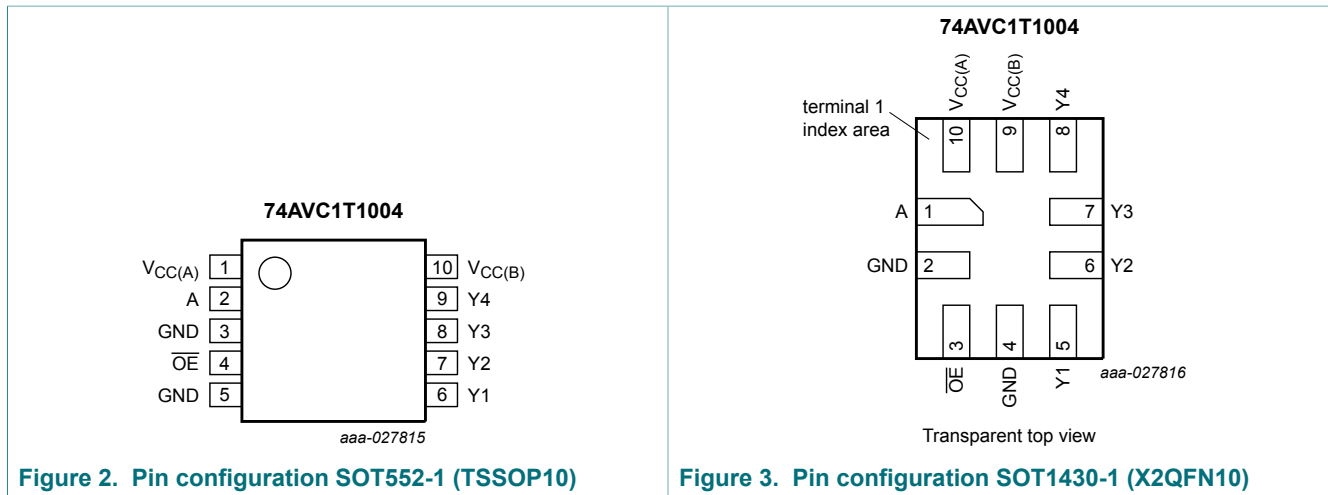 74AVC1T1004
VCC(A) 1
A 2
GND 3
OE 4
GND 5
10 VCC(B)
9 Y4
8 Y3
7 Y2
6 Y1
aaa-027815
Figure 2. Pin configuration SOT552-1 (TSSOP10)
74AVC1T1004
terminal 1
index area
VCC(A)
VCC(B)
Y4
10
9
8
A 1
7 Y3
GND 2
6 Y2
3
4
5
OE
GND
Y1
aaa-027816
Transparent top view
Figure 3. Pin configuration SOT1430-1 (X2QFN10)